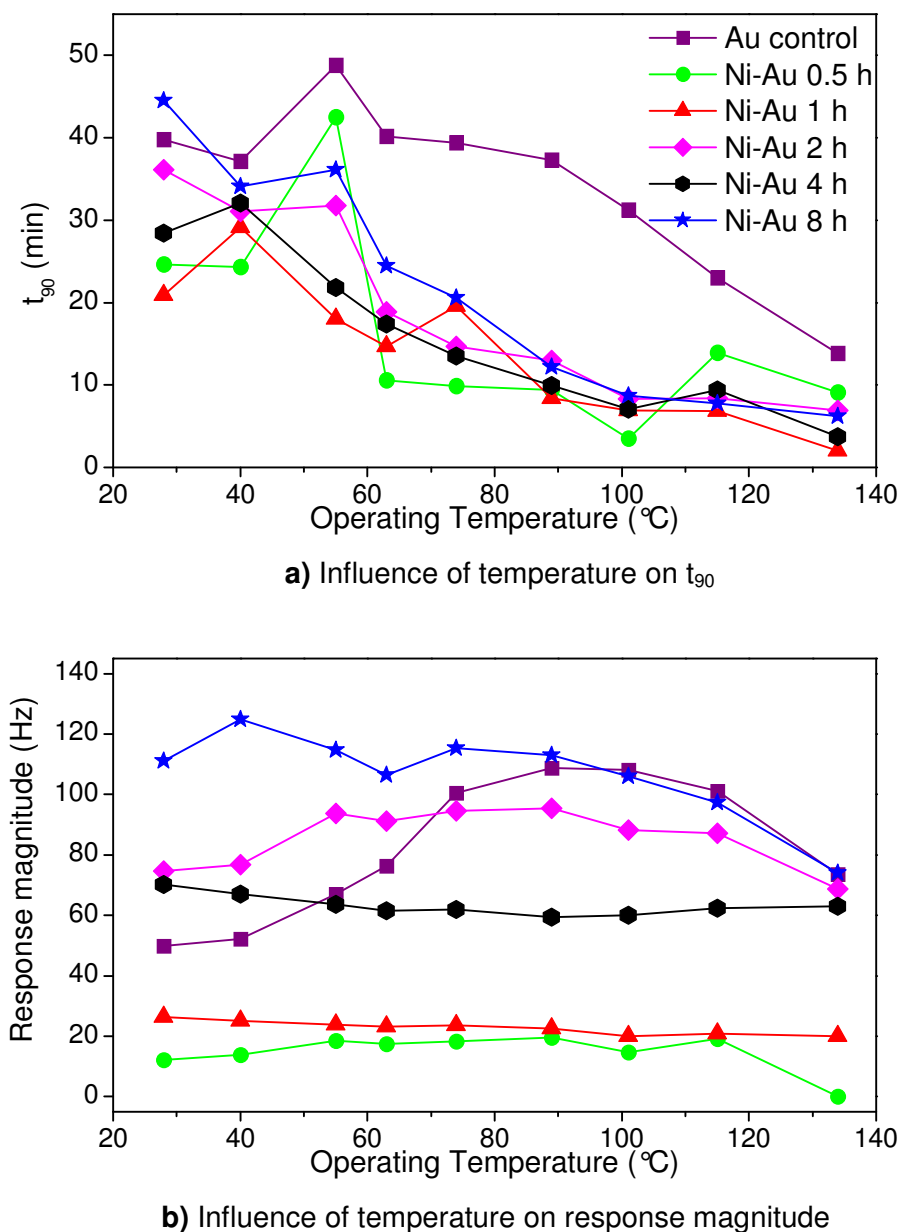 50
40
30
20
10
0
t90 (min)
Au control
Ni-Au 0.5 h
Ni-Au 1 h
Ni-Au 2 h
Ni-Au 4 h
Ni-Au 8 h
20 40 60 80 100 120 140
Operating Temperature (°C)
a) Influence of temperature on t90
140
120
100
80
60
40
20
0
Response magnitude (Hz)
20 40 60 80 100 120 140
Operating Temperature (°C)
b) Influence of temperature on response magnitude